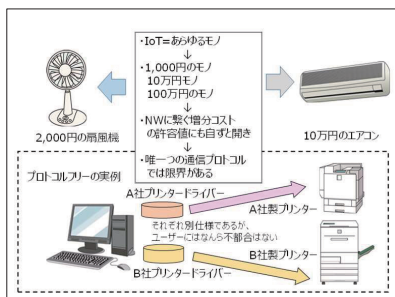 ・IoT=あらゆるモノ
↓
・1,000円のモノ
10万円モノ
100万円のモノ
↓
・NWに繋ぐ増分コスト
の許容値にも自ずと開き
↓
・唯一つの通信プロトコル
では限界がある
2,000円の扇風機
10万円のエアコン
プロトコルフリーの実例
A社プリンタードライバー
A社製プリンター
それぞれ別仕様であるが、
ユーザーにはなんら不都合はない
B社製プリンター
B社プリンタードライバー